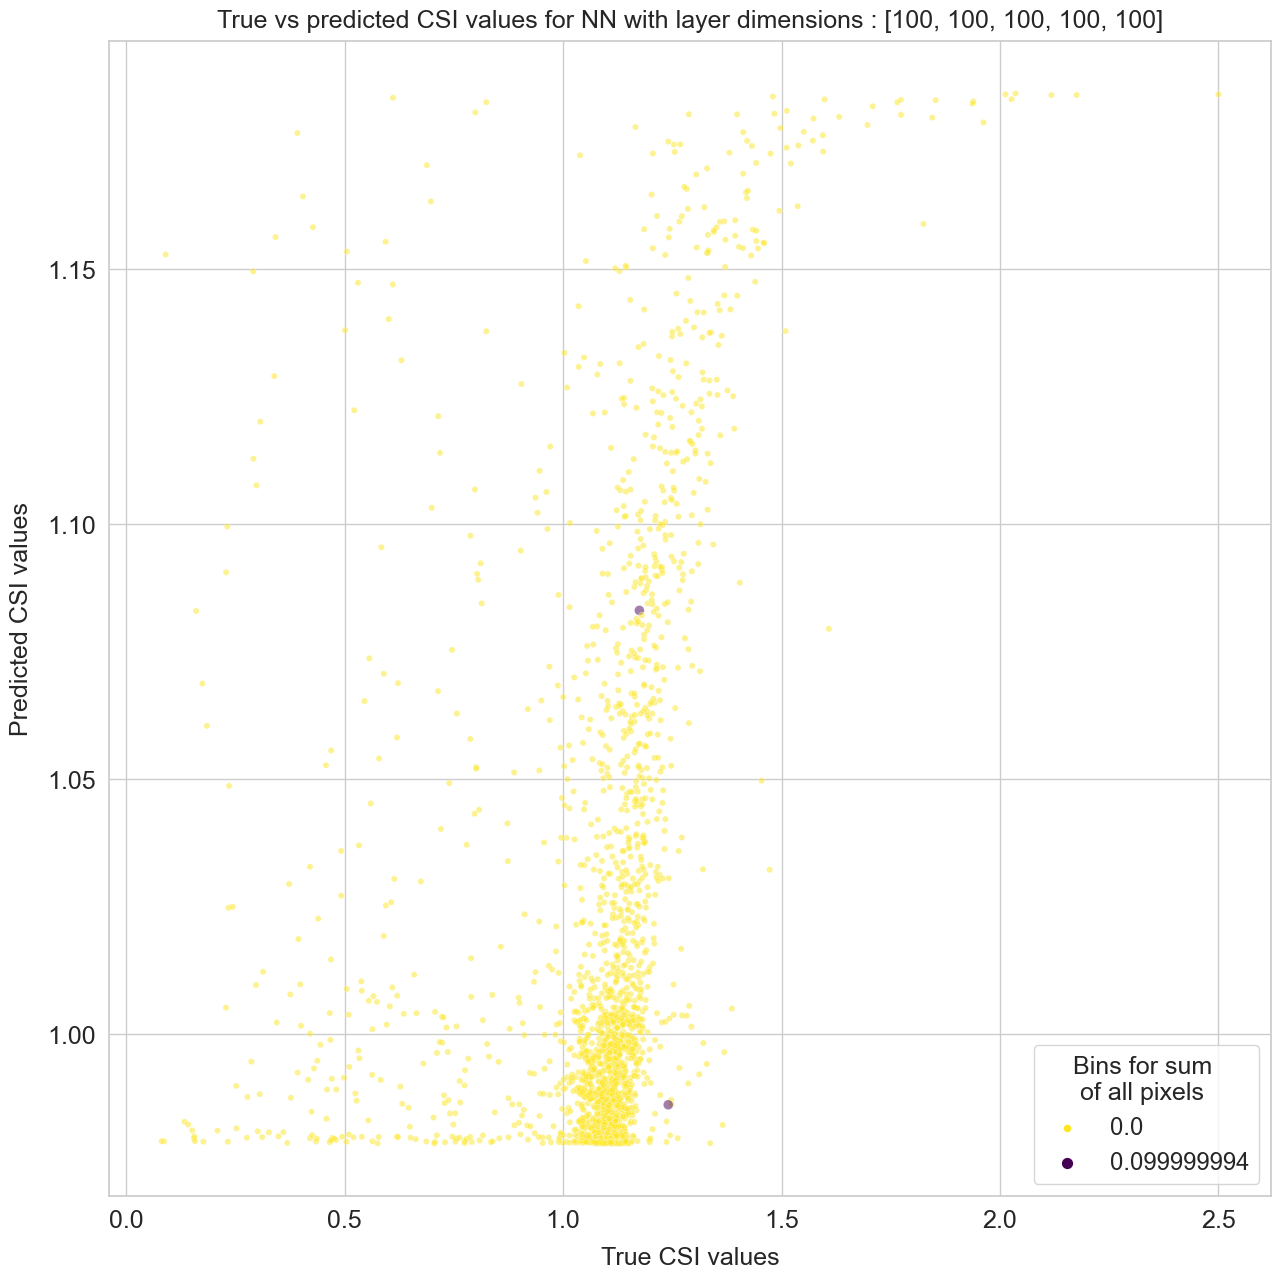 True vs predicted CSI values for NN with layer dimensions : [100, 100, 100, 100, 100]
Predicted CSI values
1.15
1.10
1.05
1.00
Bins for sum
of all pixels
0.0
0.099999994
0.0 0.5 1.0 1.5 2.0 2.5
True CSI values